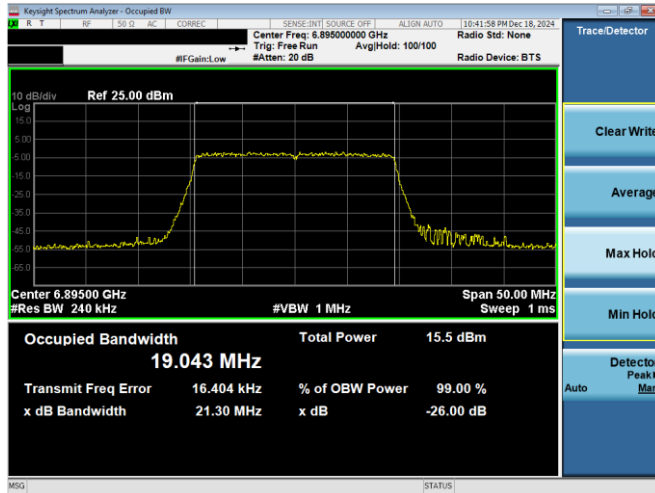 Keysight Spectrum Analyzer - Occupied BW
R T RF 50 Ω AC CORREC SENSE:INT SOURCE OFF ALIGN AUTO 10:41:58 PM Dec 18, 2024
Center Freq: 6.895000000 GHz Radio Std: None
Trig: Free Run Avg|Hold: 100/100
#IFGain:Low #Atten: 20 dB Radio Device: BTS
Trace/Detector
10 dB/div Ref 25.00 dBm
Log
15.0
5.00
-5.00
-15.0
-25.0
-35.0
-45.0
-55.0
-65.0
Center 6.89500 GHz Span 50.00 MHz
#Res BW 240 kHz #VBW 1 MHz Sweep 1 ms
Occupied Bandwidth Total Power 15.5 dBm
19.043 MHz
Transmit Freq Error 16.404 kHz % of OBW Power 99.00 %
x dB Bandwidth 21.30 MHz x dB -26.00 dB
Clear Write
Average
Max Hold
Min Hold
Detector
Peak
Auto Man
MSG STATUS